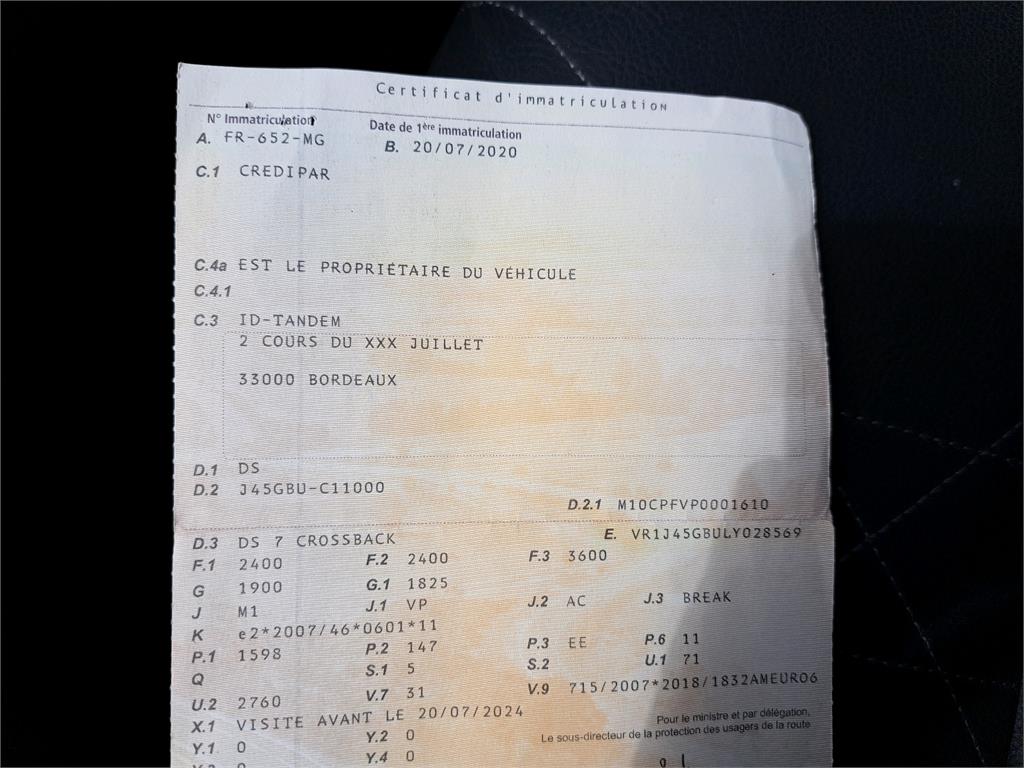 Certificat d'immatriculation
N° Immatriculation Date de 1ère immatriculation
A. FR-652-MG B. 20/07/2020
C.1 CREDIPAR
C.4a EST LE PROPRIÉTAIRE DU VÉHICULE
C.4.1
C.3 ID-TANDEM
2 COURS DU XXX JUILLET
33000 BORDEAUX
D.1 DS
D.2 J45GBU-C11000
D.2.1 M10CPFVP0001610
D.3 DS 7 CROSSBACK E. VR1J45GBULY028569
F.1 2400 F.2 2400 F.3 3600
G 1900 G.1 1825
J M1 J.1 VP J.2 AC J.3 BREAK
K e2*2007/46*0601*11
P.1 1598 P.2 147 P.3 EE P.6 11
Q S.1 5 S.2 U.1 71
U.2 2760 V.7 31 V.9 715/2007*2018/1832AMEURO6
X.1 VISITE AVANT LE 20/07/2024
Pour le ministre et par délégation,
Le sous-directeur de la protection des usagers de la route
Y.1 0 Y.2 0
Y.4 0